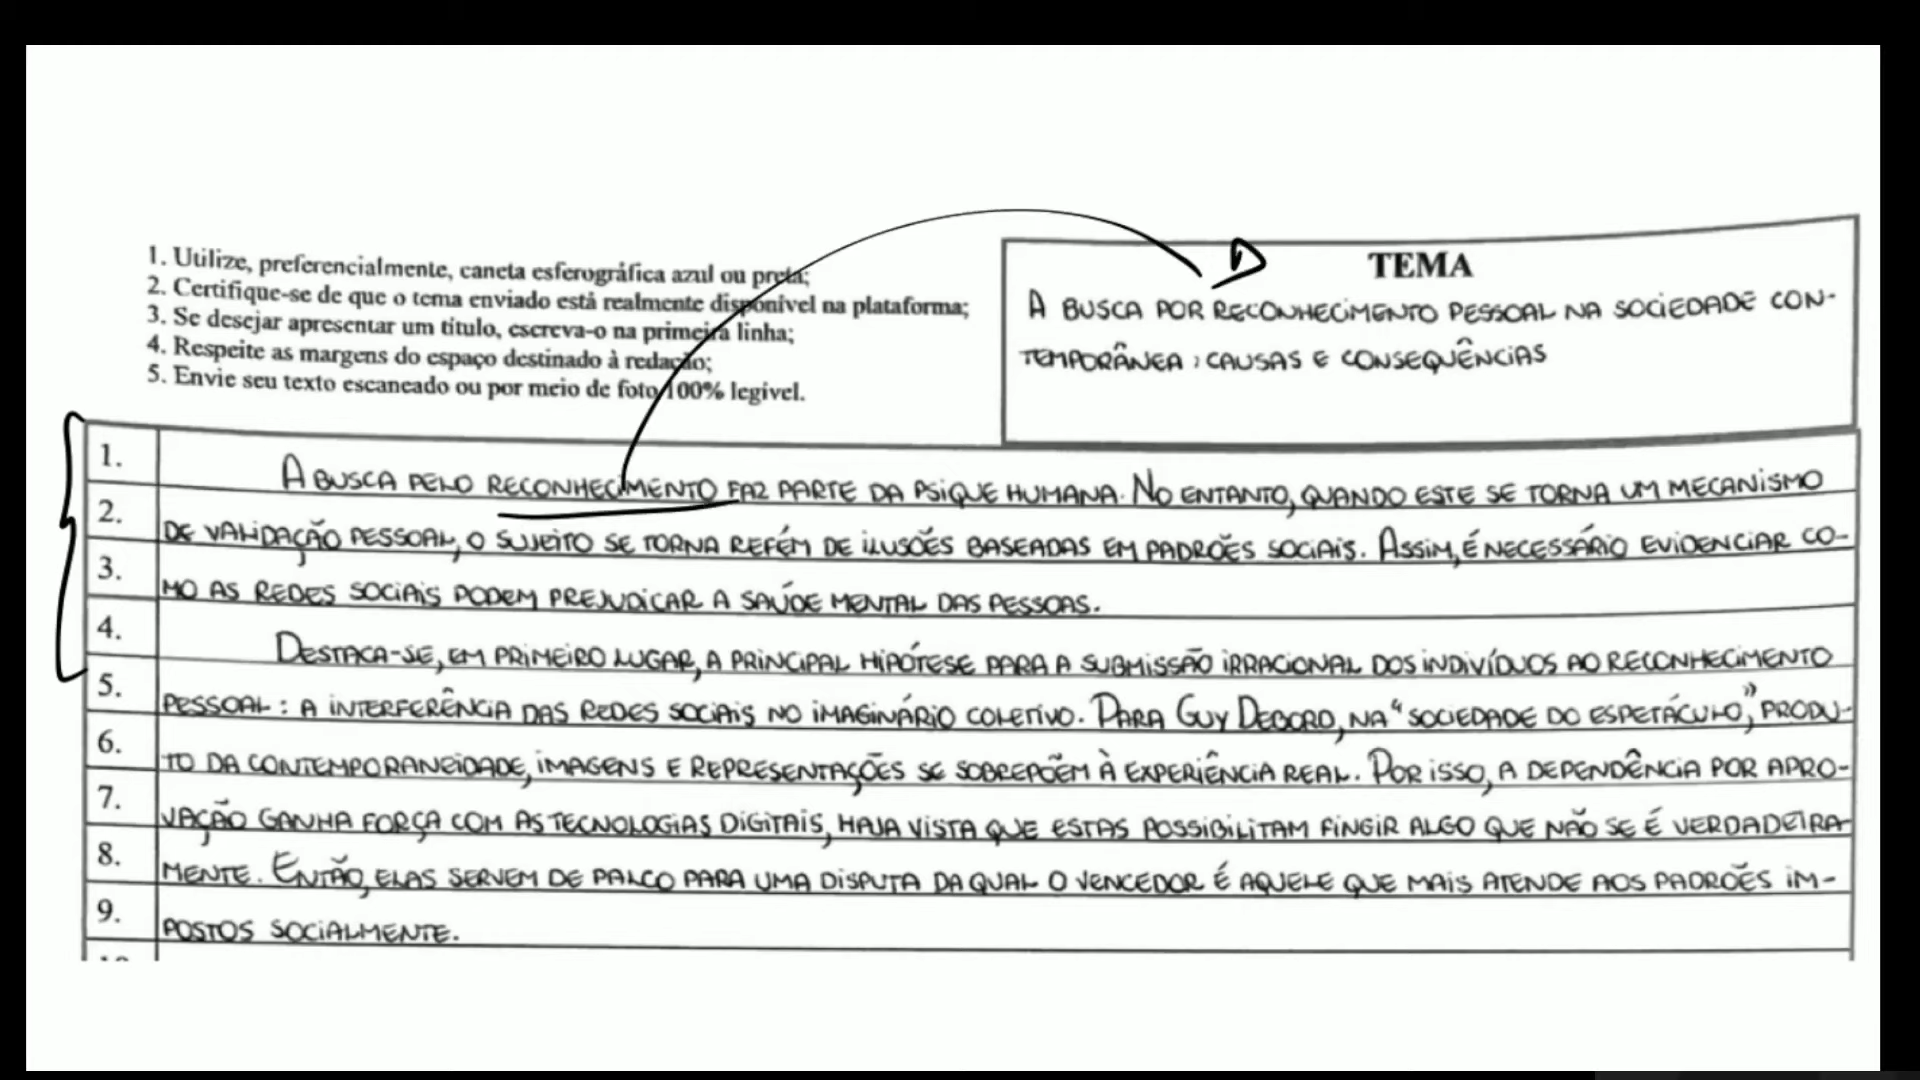 1. Utilize, preferencialmente, caneta esferográfica azul ou preta;
2. Certifique-se de que o tema enviado está realmente disponível na plataforma;
3. Se desejar apresentar um título, escreva-o na primeira linha;
4. Respeite as margens do espaço destinado à redação;
5. Envie seu texto escaneado ou por meio de foto 100% legível.
TEMA
A BUSCA POR RECONHECIMENTO PESSOAL NA SOCIEDADE CON-
TEMPORÂNEA: CAUSAS E CONSEQUÊNCIAS
1. A BUSCA PELO RECONHECIMENTO FAZ PARTE DA PSIQUE HUMANA. NO ENTANTO, QUANDO ESTE SE TORNA UM MECANISMO
2. DE VALIDAÇÃO PESSOAL, O SUJEITO SE TORNA REFÉM DE ILUSÕES BASEADAS EM PADRÕES SOCIAIS. ASSIM, É NECESSÁRIO EVIDENCIAR CO-
3. MO AS REDES SOCIAIS PODEM PREJUDICAR A SAÚDE MENTAL DAS PESSOAS.
4. DESTACA-SE, EM PRIMEIRO LUGAR, A PRINCIPAL HIPÓTESE PARA A SUBMISSÃO IRRACIONAL DOS INDIVÍDUOS AO RECONHECIMENTO
5. PESSOAL: A INTERFERÊNCIA DAS REDES SOCIAIS NO IMAGINÁRIO COLETIVO. PARA GUY DEBORD, NA "SOCIEDADE DO ESPETÁCULO", PRODU-
6. TO DA CONTEMPORANEIDADE, IMAGENS E REPRESENTAÇÕES SE SOBREPÕEM À EXPERIÊNCIA REAL. POR ISSO, A DEPENDÊNCIA POR APRO-
7. VAÇÃO GANHA FORÇA COM AS TECNOLOGIAS DIGITAIS, HAJA VISTA QUE ESTAS POSSIBILITAM FINGIR ALGO QUE NÃO SE É VERDADEIRA-
8. MENTE. ENTÃO, ELAS SERVEM DE PALCO PARA UMA DISPUTA DA QUAL O VENCEDOR É AQUELE QUE MAIS ATENDE AOS PADRÕES IM-
9. POSTOS SOCIALMENTE.